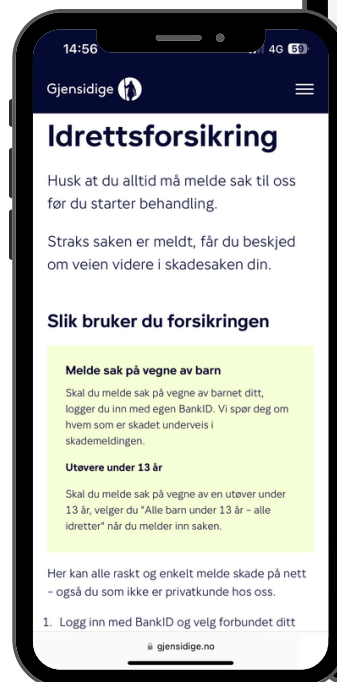 14:56
4G 59
Gjensidige
Idrettsforsikring
Husk at du alltid må melde sak til oss
før du starter behandling.
Straks saken er meldt, får du beskjed
om veien videre i skadesaken din.
Slik bruker du forsikringen
Melde sak på vegne av barn
Skal du melde sak på vegne av barnet ditt,
logger du inn med egen BankID. Vi spør deg om
hvem som er skadet underveis i
skademeldingen.
Utøvere under 13 år
Skal du melde sak på vegne av en utøver under
13 år, velger du "Alle barn under 13 år – alle
idretter" når du melder inn saken.
Her kan alle raskt og enkelt melde skade på nett
– også du som ikke er privatkunde hos oss.
1. Logg inn med BankID og velg forbundet ditt
gjensidige.no